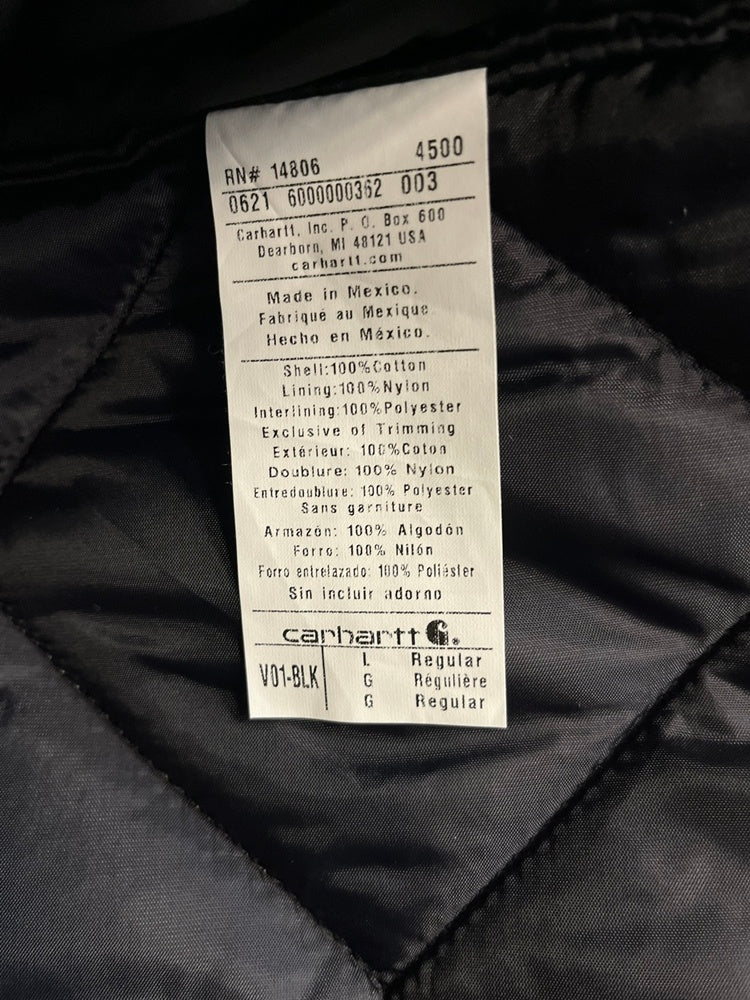 RN# 14806 4500
0621 6000000362 003
Carhartt, Inc. P. O. Box 600
Dearborn, MI 48121 USA
carhartt.com
Made in Mexico.
Fabriqué au Mexique
Hecho en México.
Shell:100%Cotton
Lining:100%Nylon
Interlining:100%Polyester
Exclusive of Trimming
Extérieur: 100%Coton
Doublure: 100% Nylon
Entredoublure: 100% Polyester
Sans garniture
Armazón: 100% Algodón
Forro: 100% Nilón
Forro entrelazado: 100% Poliéster
Sin incluir adorno
carhartt
V01-BLK
L Regular
G Régulière
G Regular